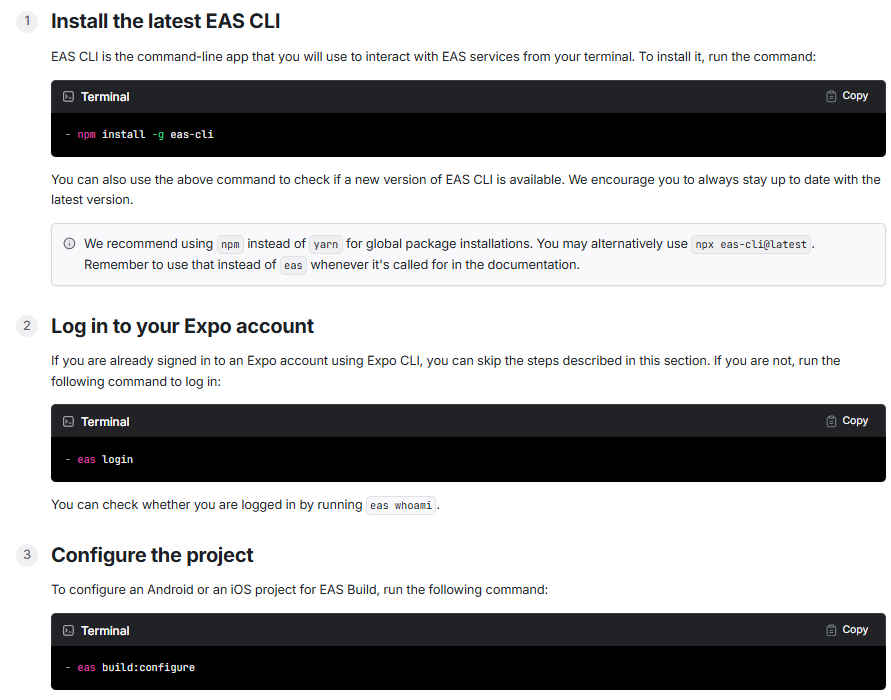 1 Install the latest EAS CLI
EAS CLI is the command-line app that you will use to interact with EAS services from your terminal. To install it, run the command:
Terminal Copy
- npm install -g eas-cli
You can also use the above command to check if a new version of EAS CLI is available. We encourage you to always stay up to date with the
latest version.
We recommend using npm instead of yarn for global package installations. You may alternatively use npx eas-cli@latest.
Remember to use that instead of eas whenever it's called for in the documentation.
2 Log in to your Expo account
If you are already signed in to an Expo account using Expo CLI, you can skip the steps described in this section. If you are not, run the
following command to log in:
Terminal Copy
- eas login
You can check whether you are logged in by running eas whoami.
3 Configure the project
To configure an Android or an iOS project for EAS Build, run the following command:
Terminal Copy
- eas build:configure